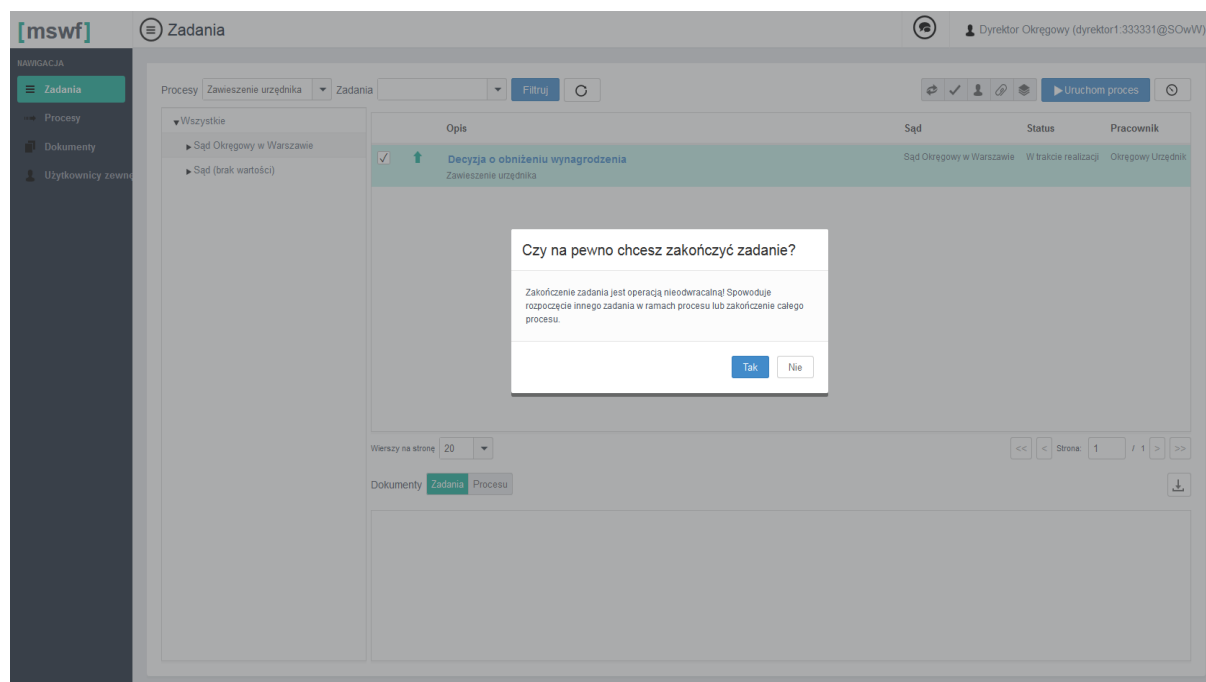 [mswf]
Zadania
Dyrektor Okręgowy (dyrektor1:333331@SOwW)
NAWIGACJA
Zadania
Procesy
Dokumenty
Użytkownicy zewnę
Procesy Zawieszenie urzędnika Zadania Filtruj
Uruchom proces
Wszystkie
Sąd Okręgowy w Warszawie
Sąd (brak wartości)
Opis Sąd Status Pracownik
Decyzja o obniżeniu wynagrodzenia Sąd Okręgowy w Warszawie W trakcie realizacji Okręgowy Urzędnik
Zawieszenie urzędnika
Czy na pewno chcesz zakończyć zadanie?
Zakończenie zadania jest operacją nieodwracalną! Spowoduje
rozpoczęcie innego zadania w ramach procesu lub zakończenie całego
procesu.
Tak Nie
Wierszy na stronę 20 << < Strona: 1 / 1 > >>
Dokumenty Zadania Procesu